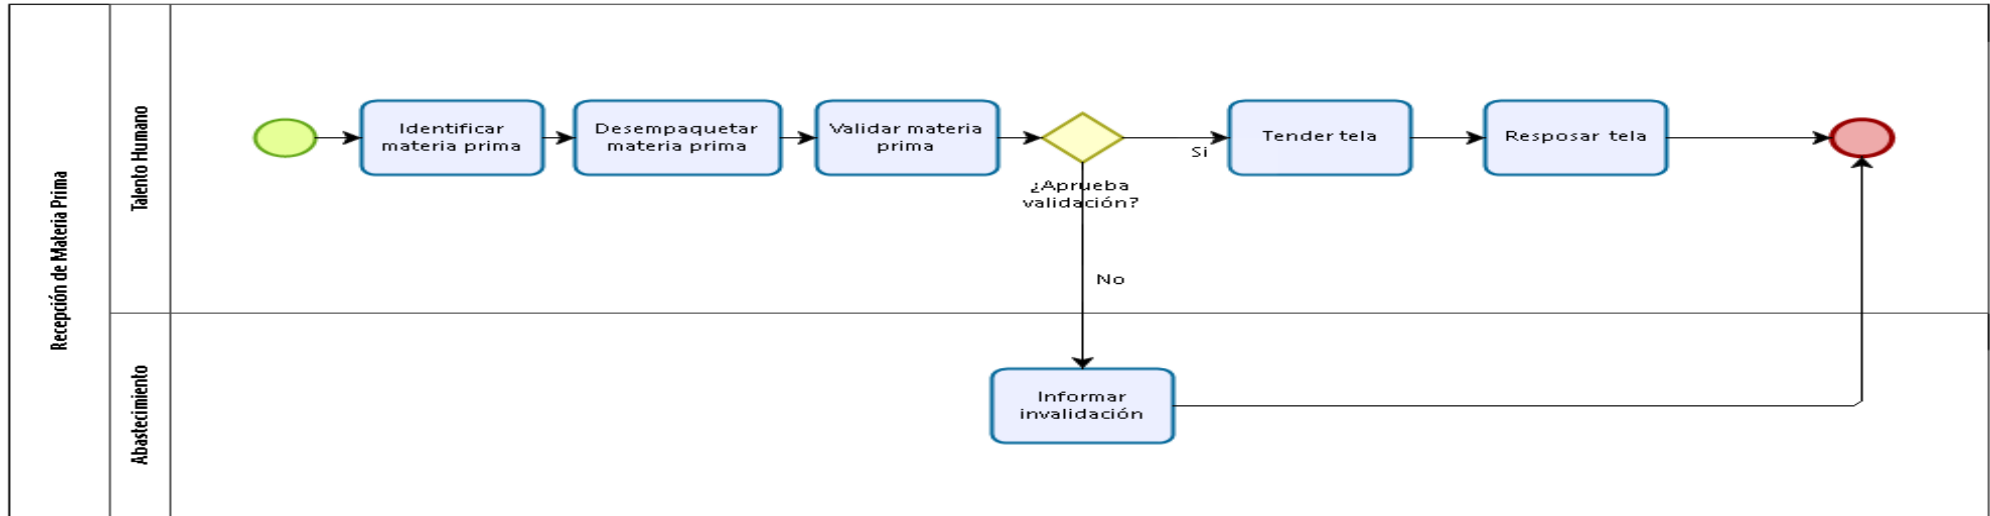 Recepción de Materia Prima
Talento Humano
Identificar
materia prima
Desempaquetar
materia prima
Validar materia
prima
¿Aprueba
validación?
Si
Tender tela
Resposar tela
No
Abastecimiento
Informar
invalidación